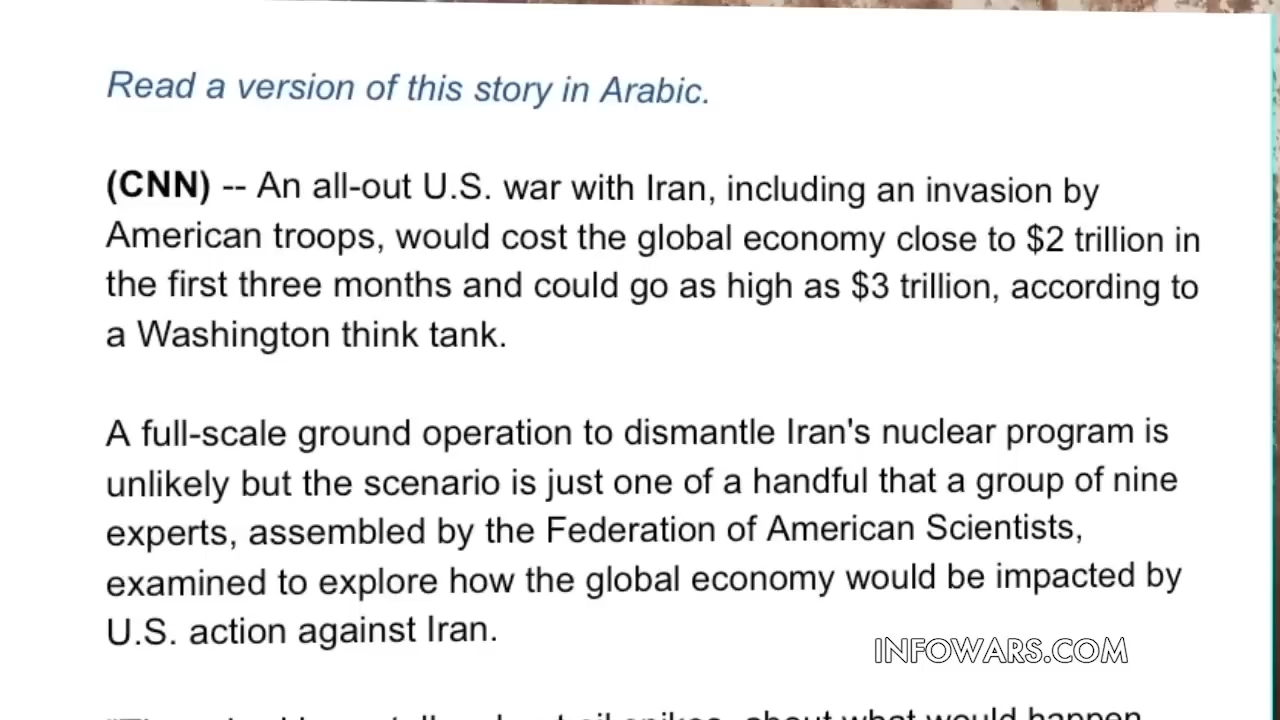 Read a version of this story in Arabic.
(CNN) -- An all-out U.S. war with Iran, including an invasion by
American troops, would cost the global economy close to $2 trillion in
the first three months and could go as high as $3 trillion, according to
a Washington think tank.
A full-scale ground operation to dismantle Iran's nuclear program is
unlikely but the scenario is just one of a handful that a group of nine
experts, assembled by the Federation of American Scientists,
examined to explore how the global economy would be impacted by
U.S. action against Iran.
INFOWARS.COM
about what would happen